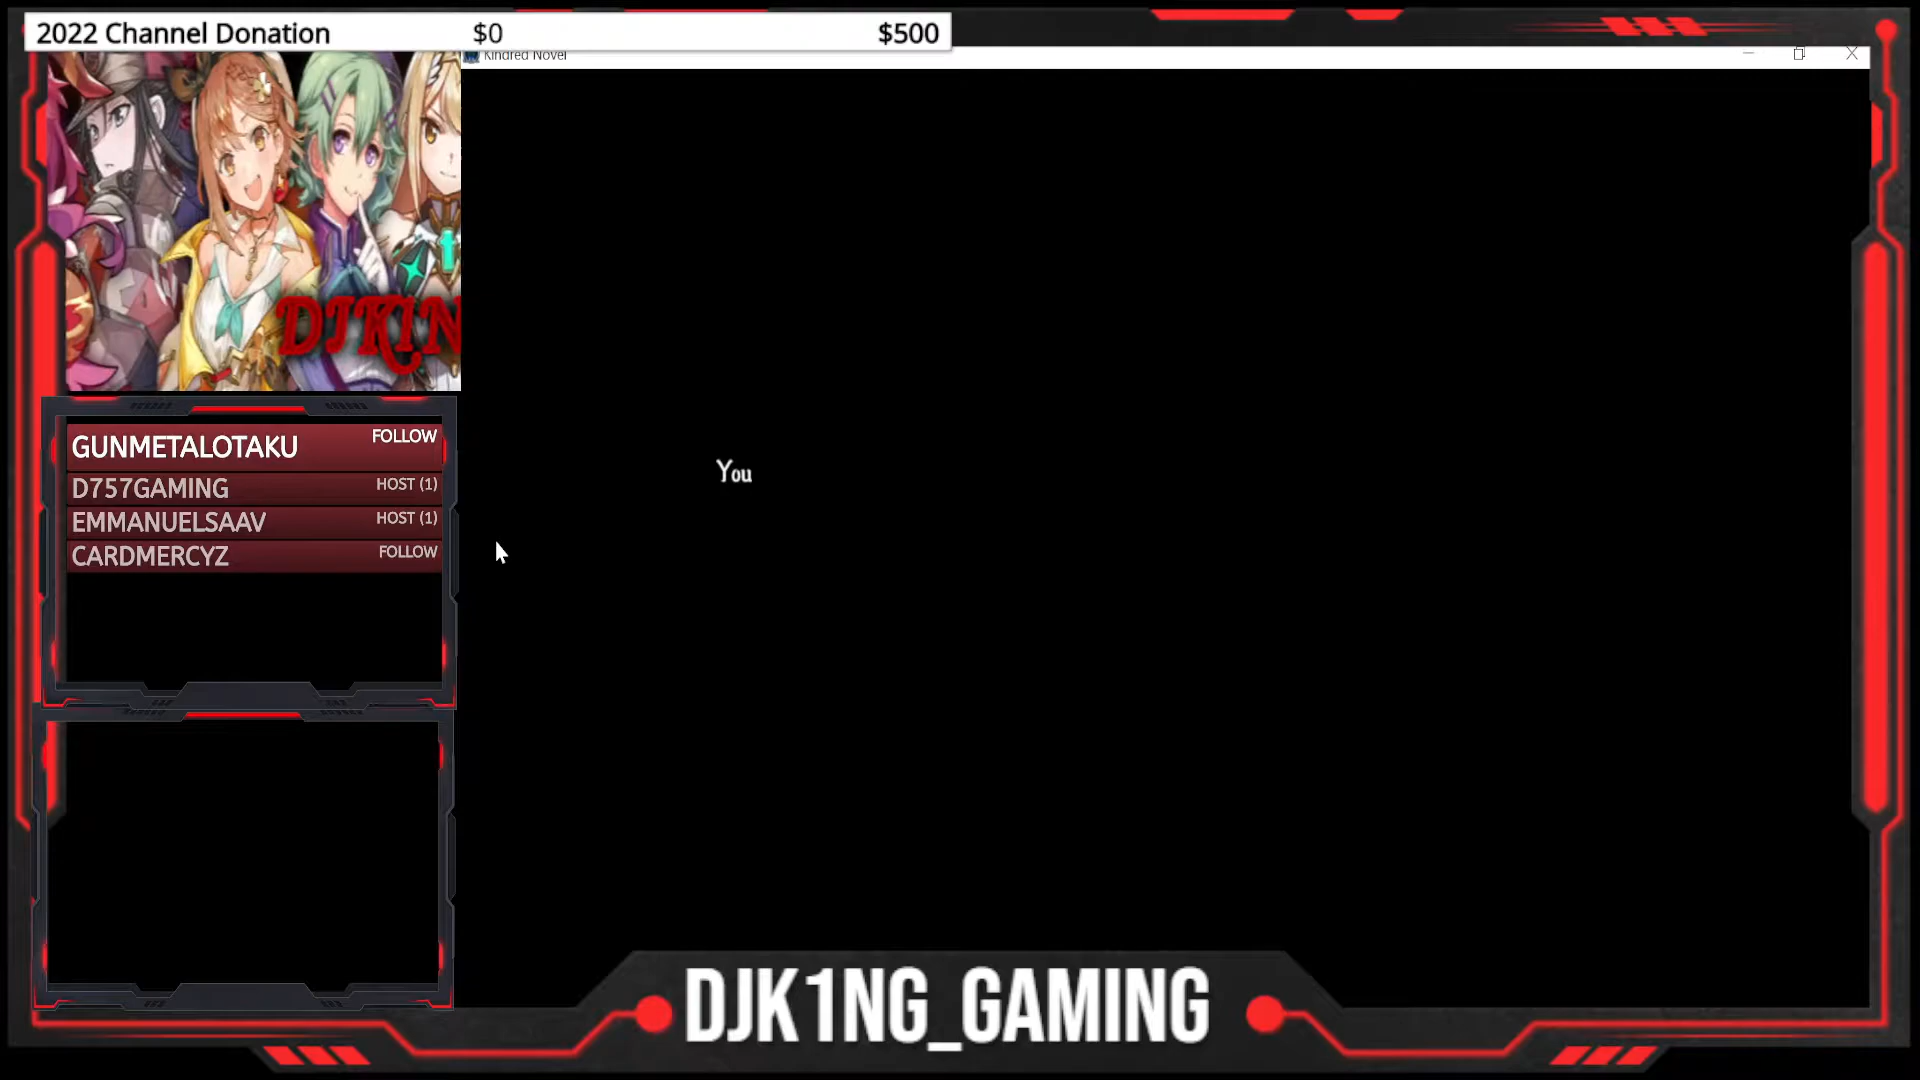 2022 Channel Donation $0 $500
Kindred Novel
DJKIN
GUNMETALOTAKU FOLLOW
D757GAMING HOST (1)
EMMANUELSAAV HOST (1)
CARDMERCYZ FOLLOW
You
DJK1NG_GAMING